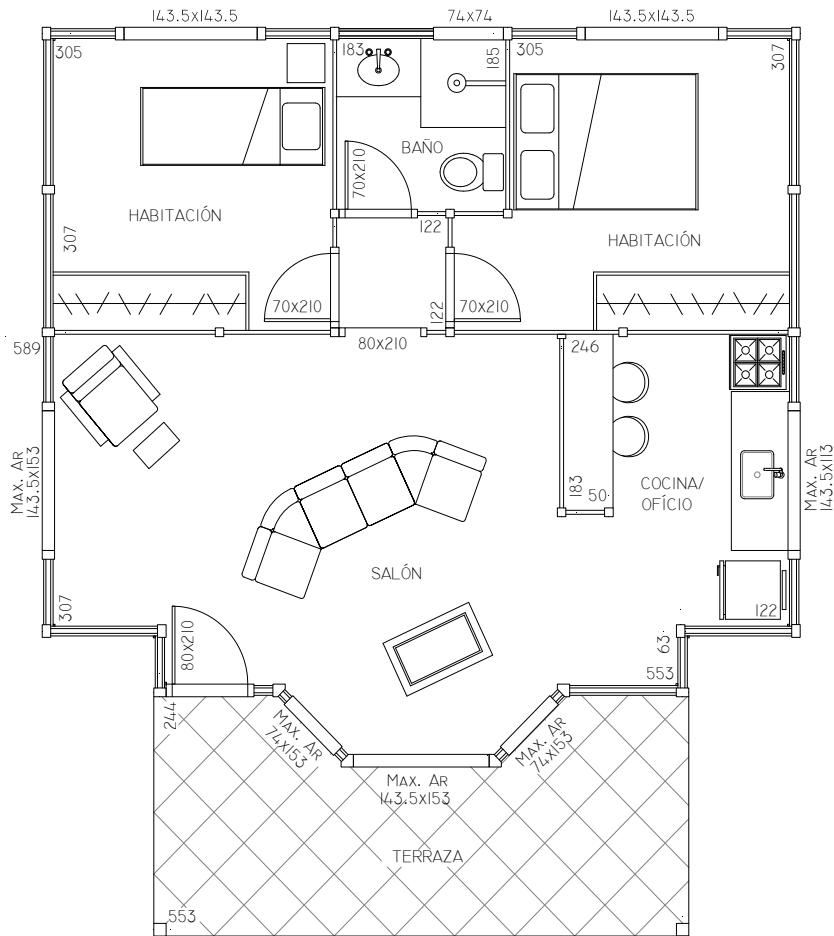 143.5x143.5
74x74
143.5x143.5
305
183
185
305
307
BAÑO
70x210
HABITACIÓN
122
HABITACIÓN
307
70x210
122
70x210
589
80x210
246
MAX. AR
143.5x153
COCINA/
OFÍCIO
183
50
MAX. AR
143.5x113
SALÓN
307
122
80x210
63
553
244
MAX. AR
74x153
MAX. AR
74x153
MAX. AR
143.5x153
TERRAZA
553